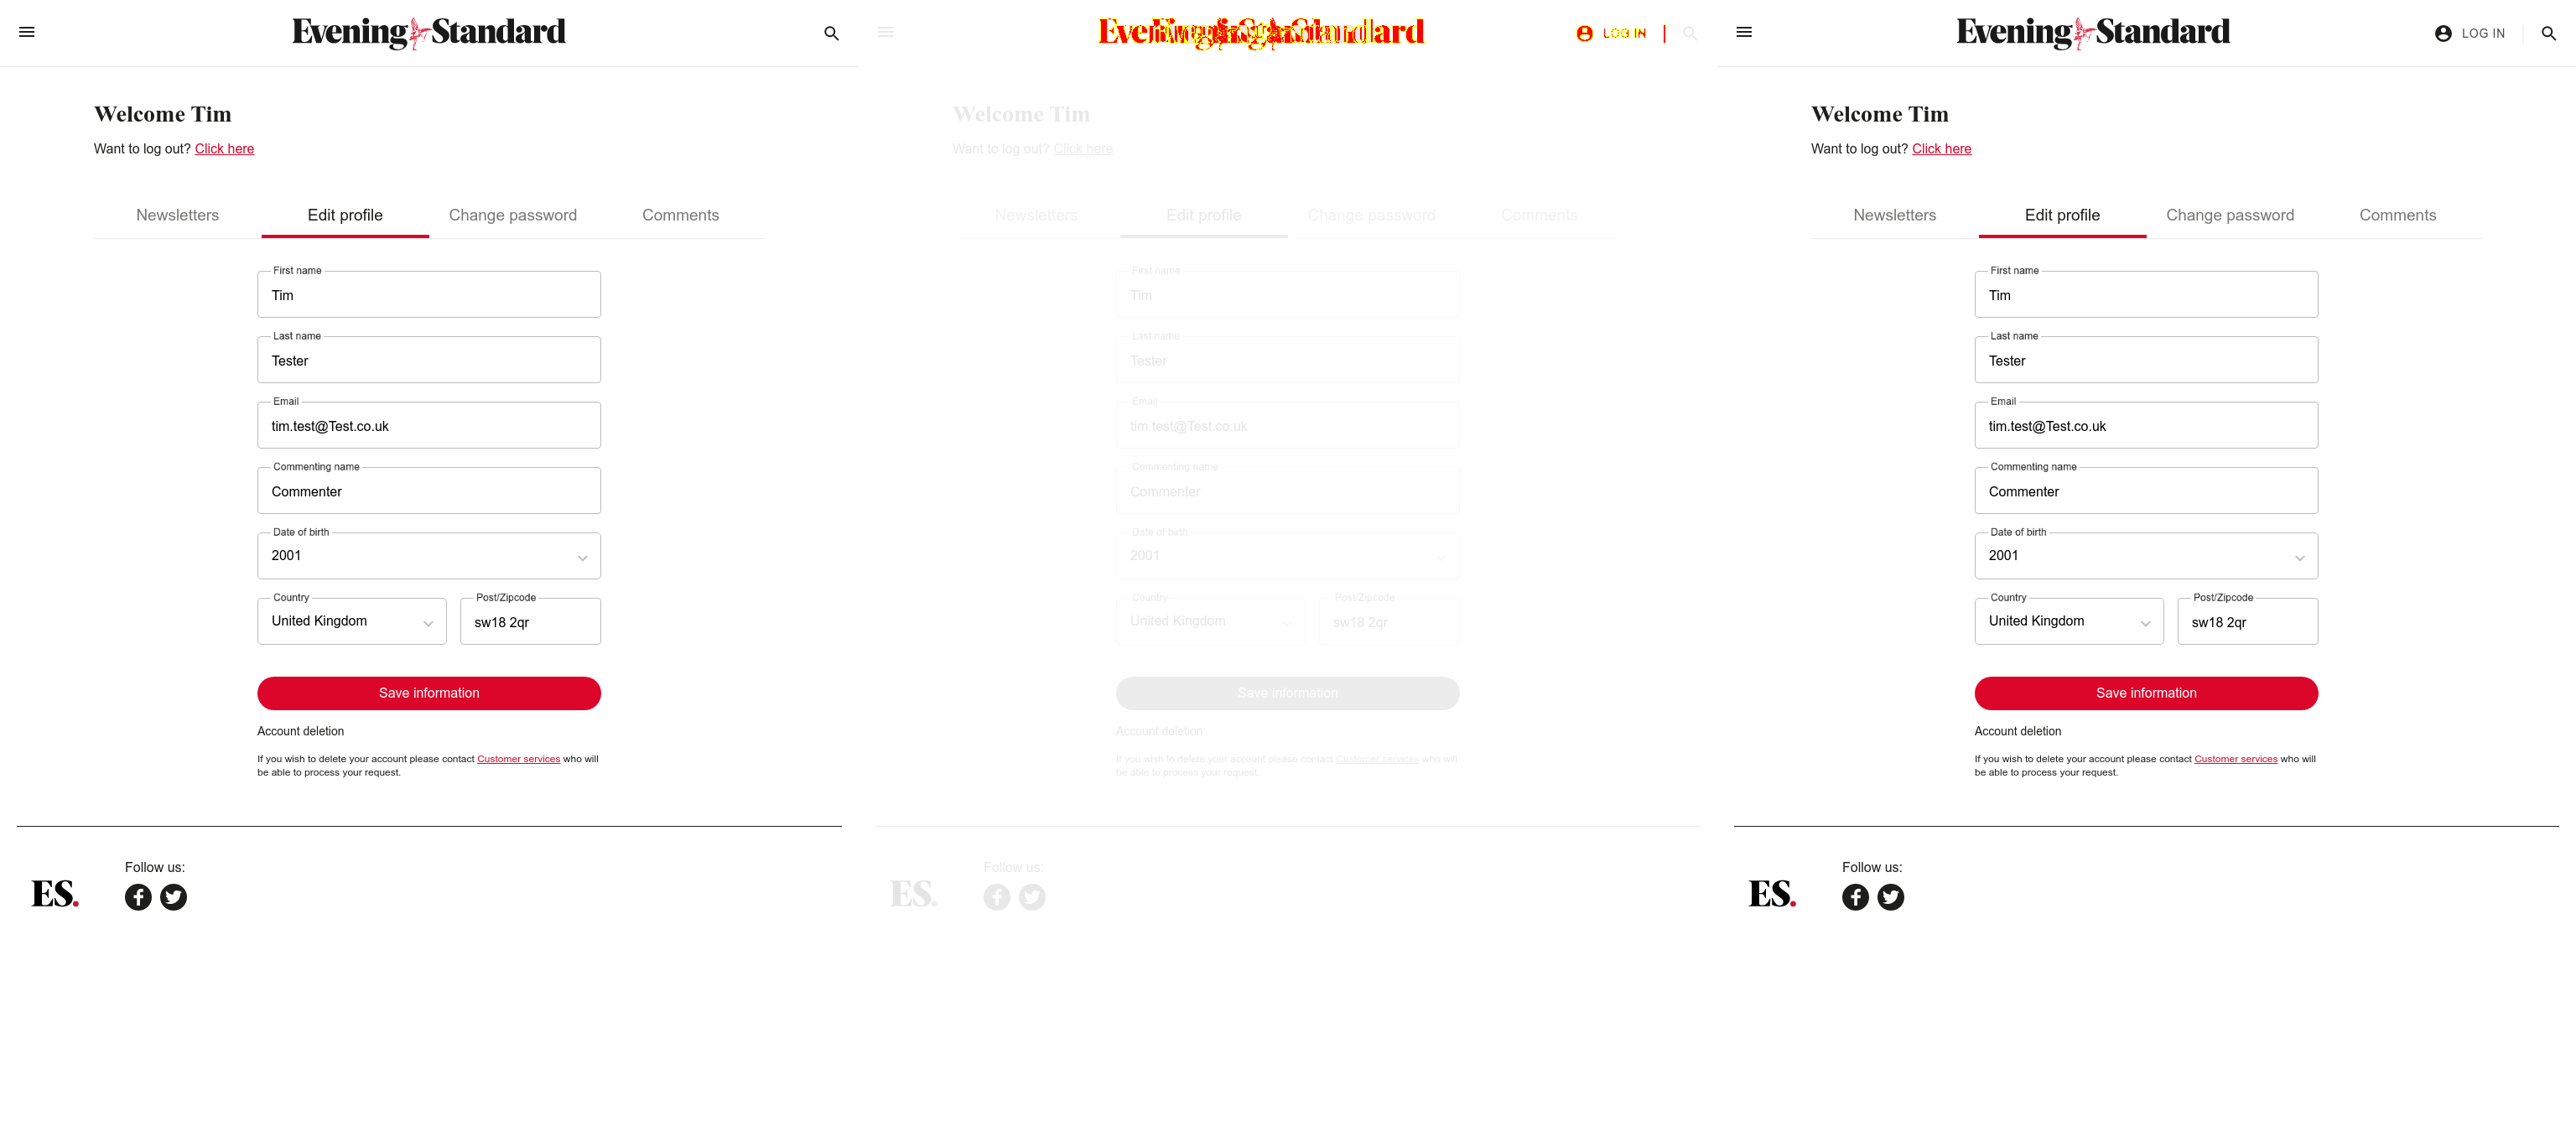 Evening Standard
Welcome Tim
Want to log out? Click here
Newsletters
Edit profile
Change password
Comments
First name
Tim
Last name
Tester
Email
tim.test@Test.co.uk
Commenting name
Commenter
Date of birth
2001
Country
United Kingdom
Post/Zipcode
sw18 2qr
Save information
Account deletion
If you wish to delete your account please contact Customer services who will
be able to process your request.
ES.
Follow us:
Evening Standard
LOG IN
Welcome Tim
Want to log out? Click here
Newsletters
Edit profile
Change password
Comments
First name
Tim
Last name
Tester
Email
tim.test@Test.co.uk
Commenting name
Commenter
Date of birth
2001
Country
United Kingdom
Post/Zipcode
sw18 2qr
Save information
Account deletion
If you wish to delete your account please contact Customer services who will
be able to process your request.
ES.
Follow us:
Evening Standard
LOG IN
Welcome Tim
Want to log out? Click here
Newsletters
Edit profile
Change password
Comments
First name
Tim
Last name
Tester
Email
tim.test@Test.co.uk
Commenting name
Commenter
Date of birth
2001
Country
United Kingdom
Post/Zipcode
sw18 2qr
Save information
Account deletion
If you wish to delete your account please contact Customer services who will
be able to process your request.
ES.
Follow us: